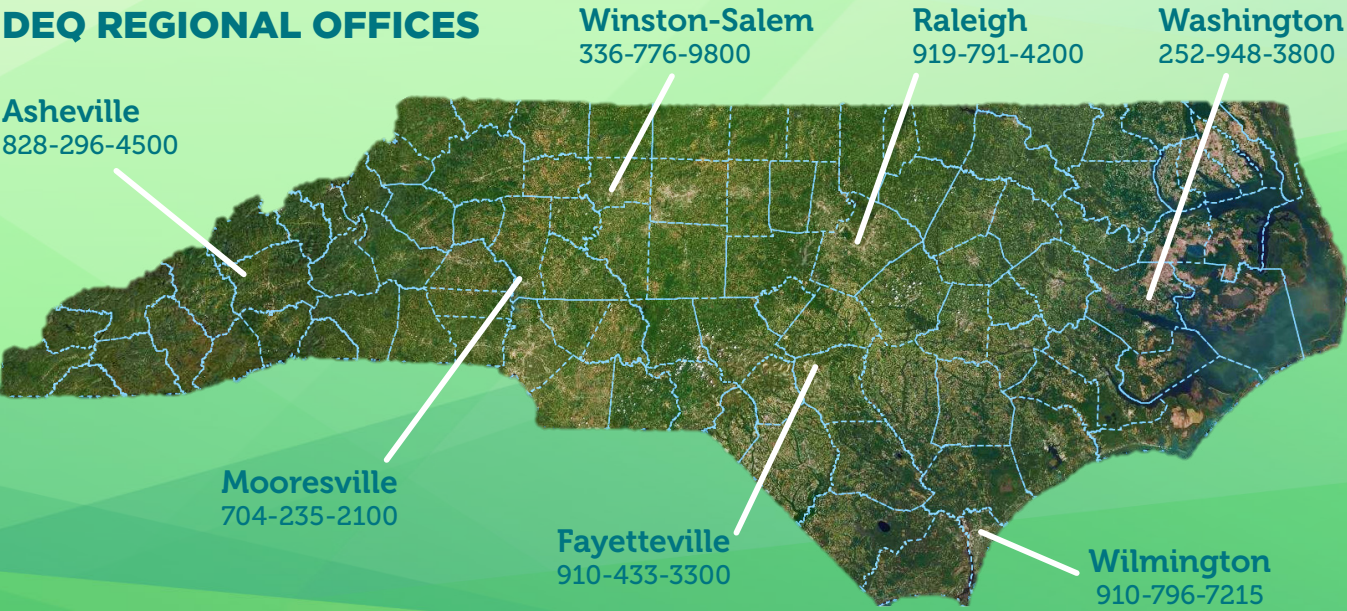 DEQ REGIONAL OFFICES
Winston-Salem
336-776-9800
Raleigh
919-791-4200
Washington
252-948-3800
Asheville
828-296-4500
Mooresville
704-235-2100
Fayetteville
910-433-3300
Wilmington
910-796-7215